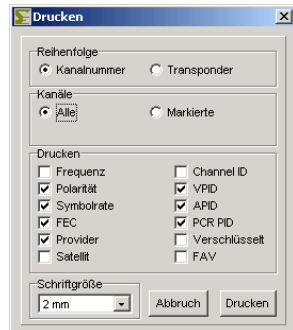 Drucken
Reihenfolge
Kanalnummer Transponder
Kanäle
Alle Markierte
Drucken
Frequenz Channel ID
Polarität VPID
Symbolrate APID
FEC PCR PID
Provider Verschlüsselt
Satellit FAV
Schriftgröße
2 mm Abbruch Drucken